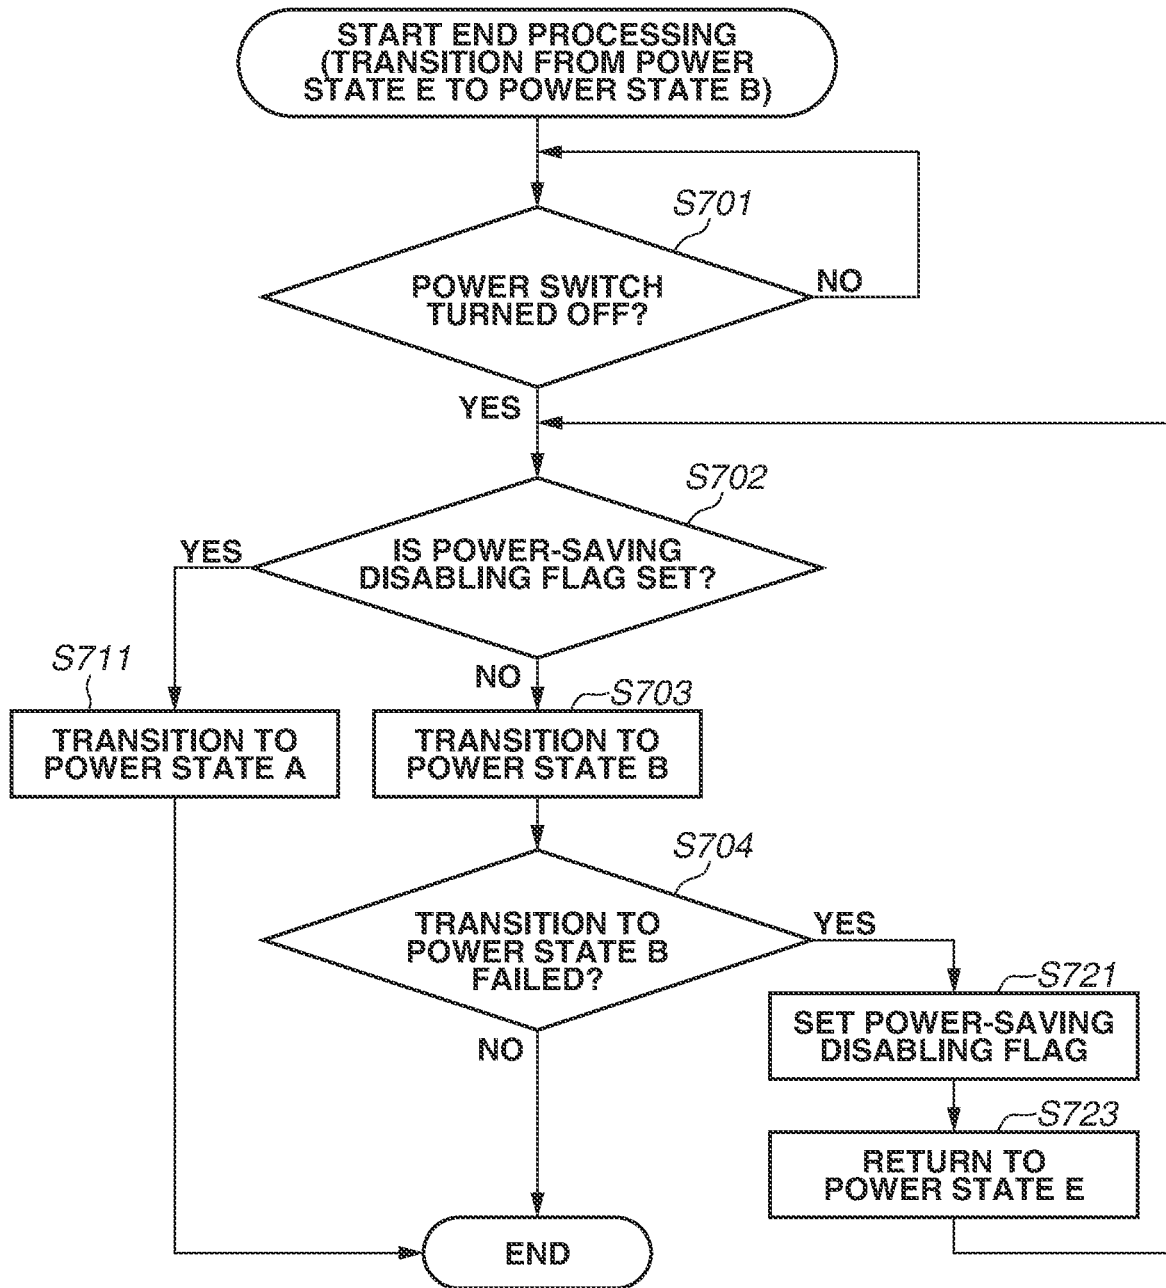 START END PROCESSING
(TRANSITION FROM POWER
STATE E TO POWER STATE B)
S701
POWER SWITCH
TURNED OFF?
NO
YES
S702
IS POWER-SAVING
DISABLING FLAG SET?
YES
NO
S711
TRANSITION TO
POWER STATE A
S703
TRANSITION TO
POWER STATE B
S704
TRANSITION TO
POWER STATE B
FAILED?
YES
NO
S721
SET POWER-SAVING
DISABLING FLAG
S723
RETURN TO
POWER STATE E
END